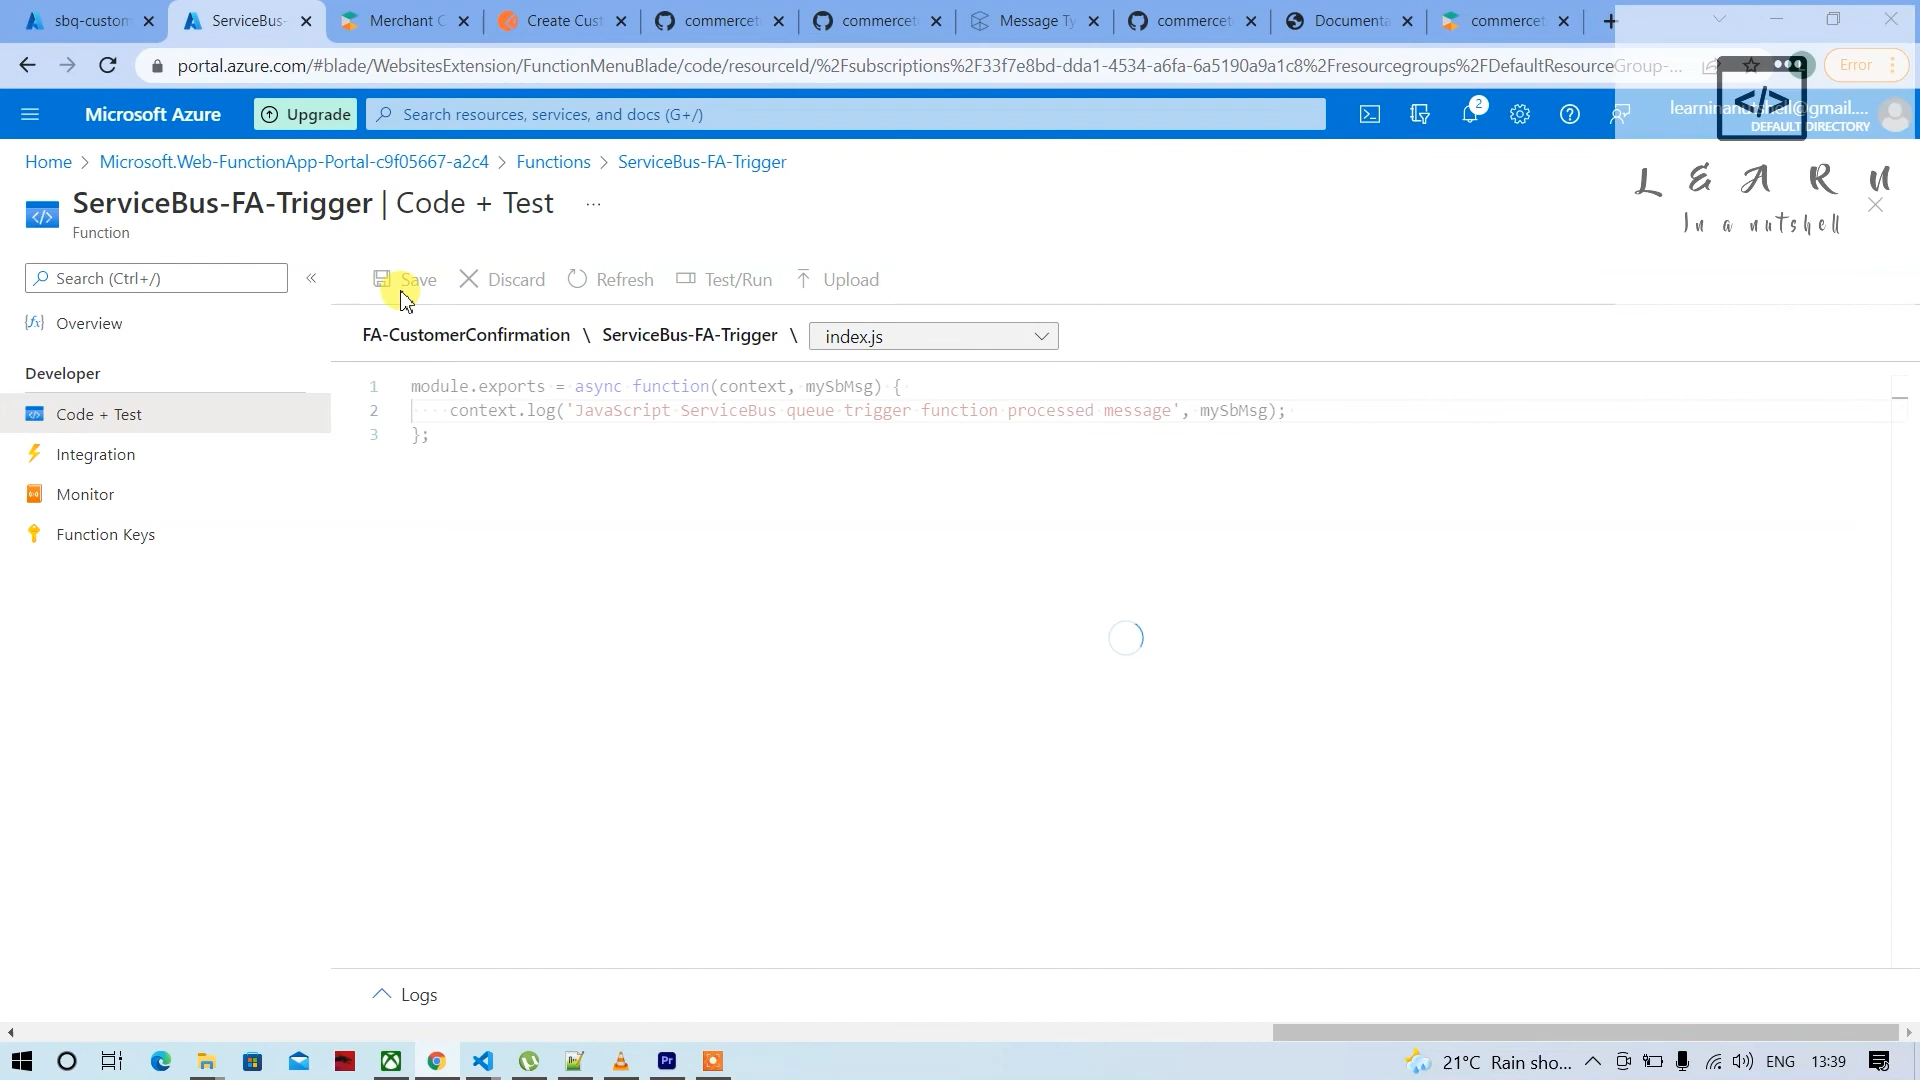 sbq-custom
ServiceBus-
Merchant C
Create Cust
commercet
commercet
Message Ty
commercet
Documenta
commercet
portal.azure.com/#blade/WebsitesExtension/FunctionMenuBlade/code/resourceId/%2Fsubscriptions%2F33f7e8bd-dda1-4534-a6fa-6a5190a9a1c8%2Fresourcegroups%2FDefaultResourceGroup-...
Error
Microsoft Azure
Upgrade
Search resources, services, and docs (G+/)
2
learninanutshell@gmail....
DEFAULT DIRECTORY
Home > Microsoft.Web-FunctionApp-Portal-c9f05667-a2c4 > Functions > ServiceBus-FA-Trigger
ServiceBus-FA-Trigger | Code + Test ...
Function
LEARN
In a nutshell
Search (Ctrl+/)
«
Save
Discard
Refresh
Test/Run
Upload
Overview
Developer
Code + Test
Integration
Monitor
Function Keys
FA-CustomerConfirmation \ ServiceBus-FA-Trigger \ index.js
1 module.exports = async function(context, mySbMsg) {
2 context.log('JavaScript ServiceBus queue trigger function processed message', mySbMsg);
3 };
Logs
Pr
21°C Rain sho...
ENG
13:39